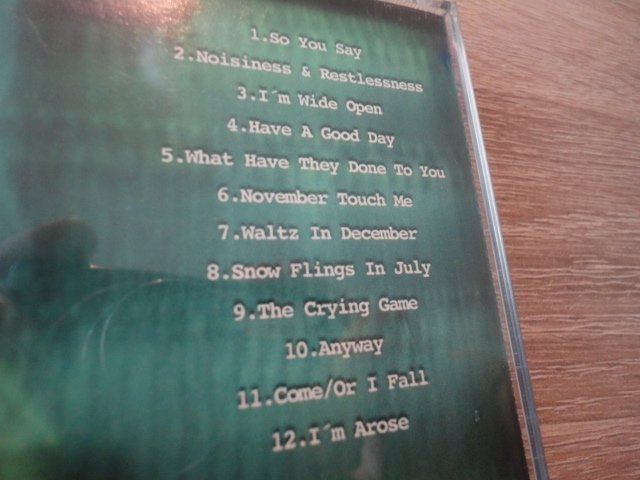 1.So You Say
2.Noisiness & Restlessness
3.I´m Wide Open
4.Have A Good Day
5.What Have They Done To You
6.November Touch Me
7.Waltz In December
8.Snow Flings In July
9.The Crying Game
10.Anyway
11.Come/Or I Fall
12.I´m Arose